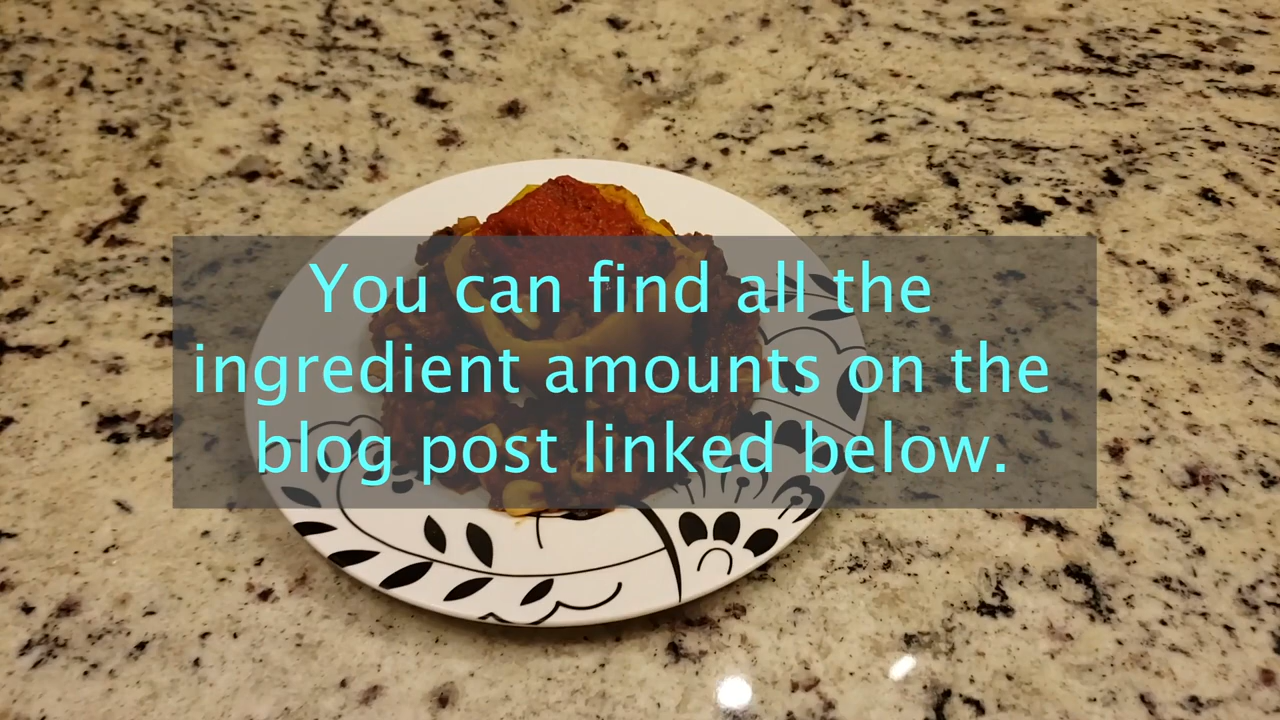 You can find all the
ingredient amounts on the
blog post linked below.